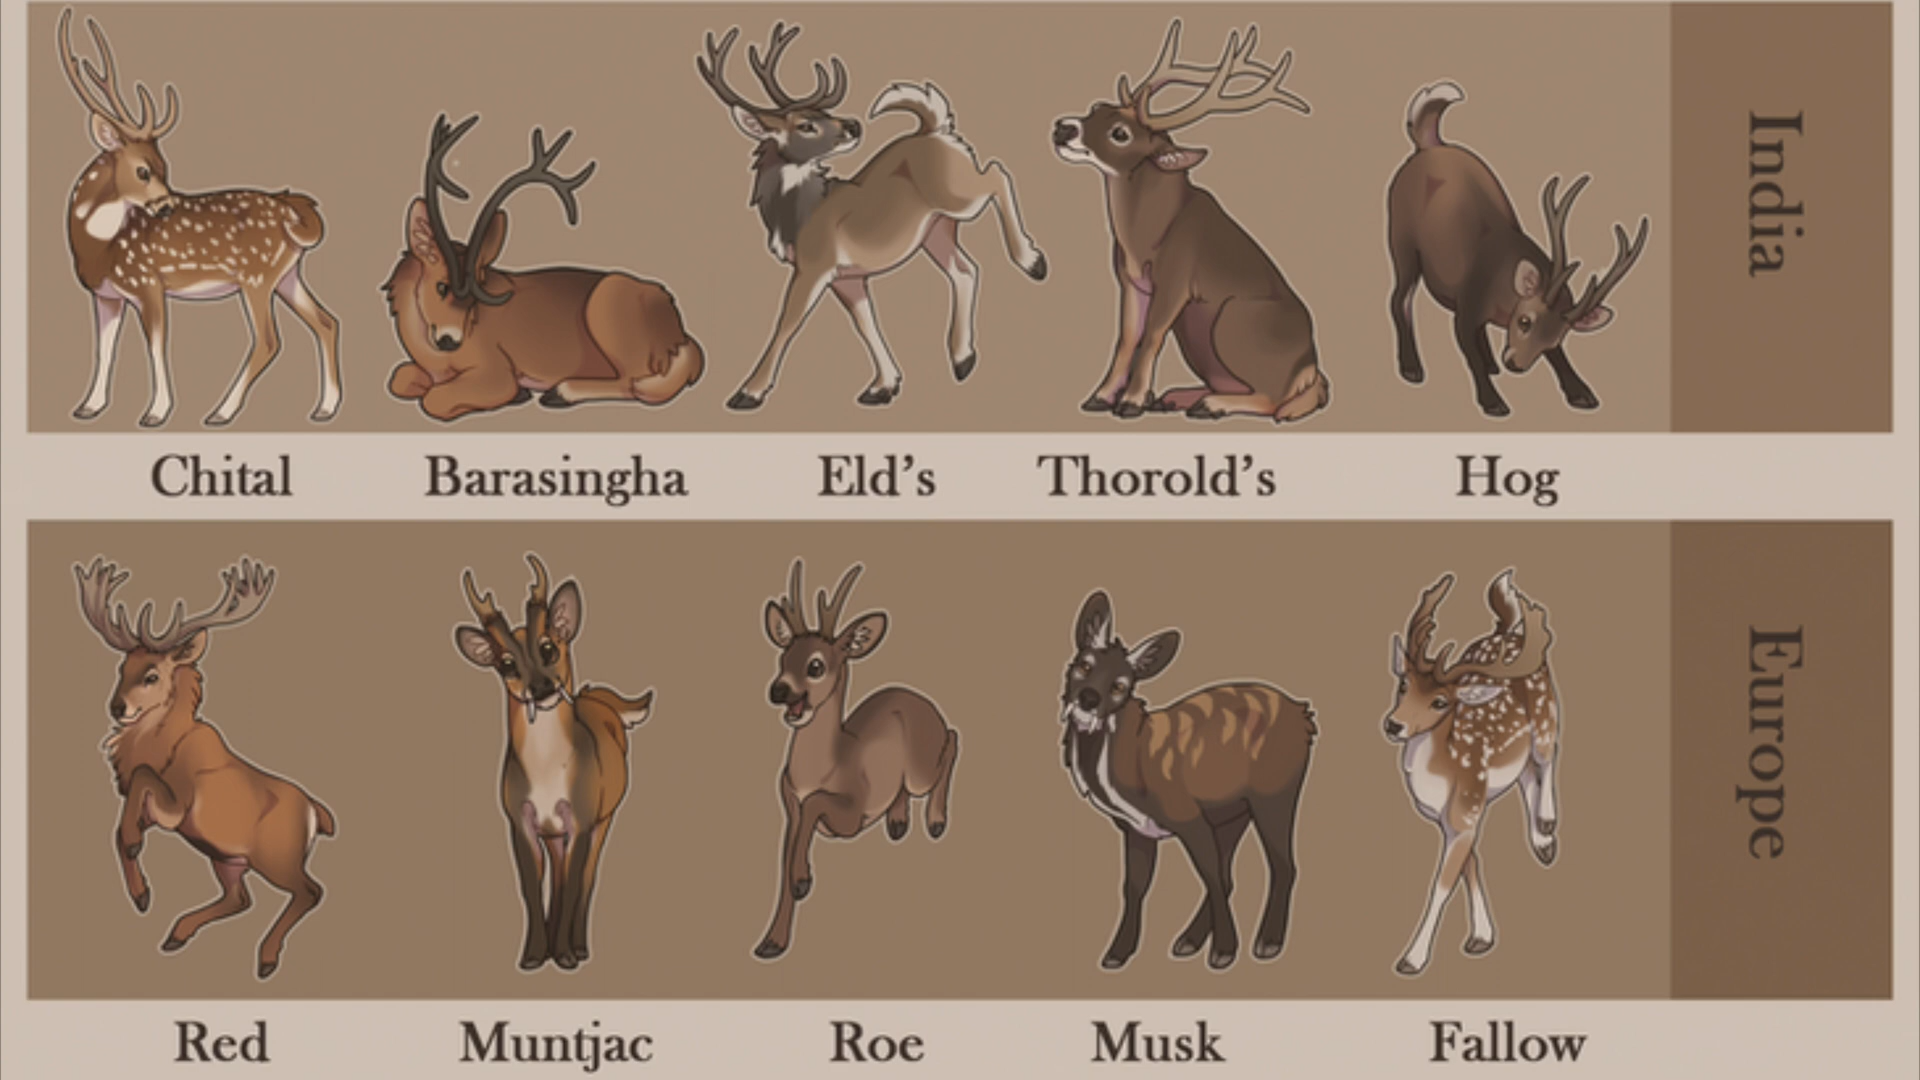 India
Chital
Barasingha
Eld’s
Thorold’s
Hog
Europe
Red
Muntjac
Roe
Musk
Fallow